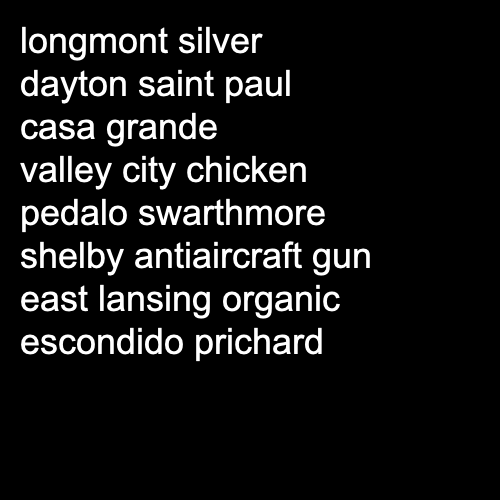 longmont silver
dayton saint paul
casa grande
valley city chicken
pedalo swarthmore
shelby antiaircraft gun
east lansing organic
escondido prichard